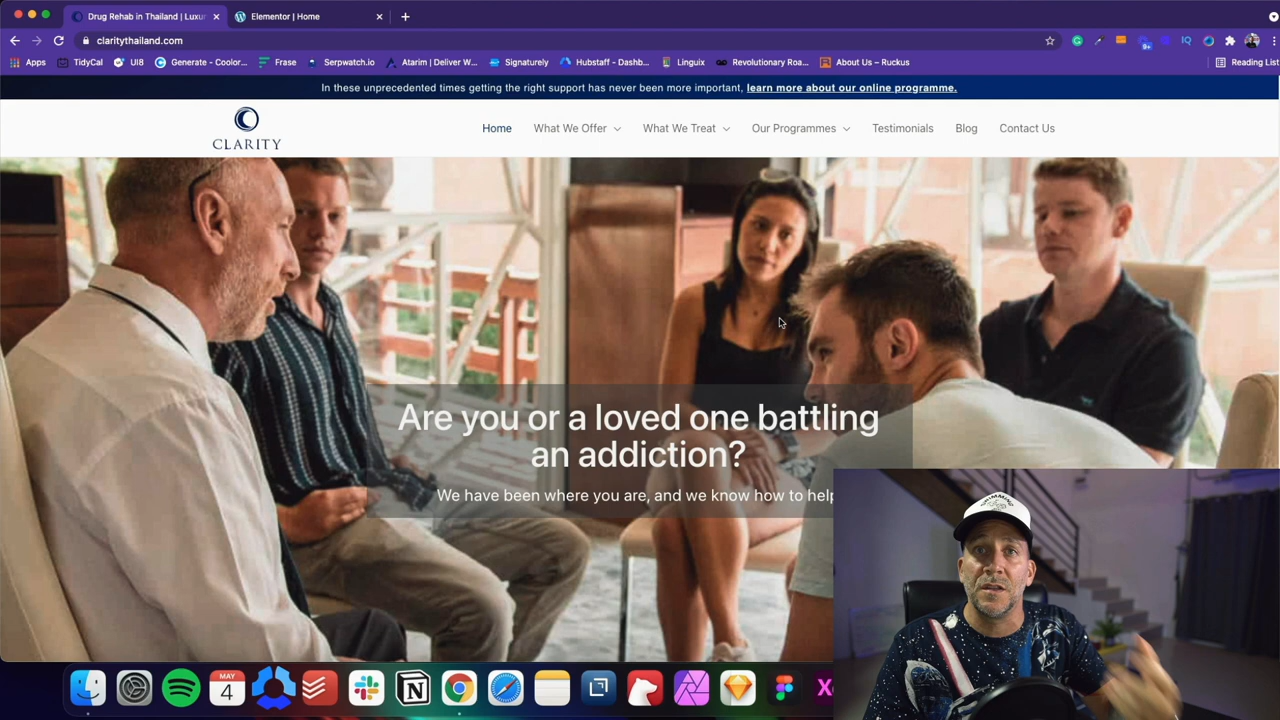 Drug Rehab in Thailand | Luxur
Elementor | Home
claritythailand.com
Apps
TidyCal
UI8
Generate - Coolor...
Frase
Serpwatch.io
Atarim | Deliver W...
Signaturely
Hubstaff - Dashb...
Linguix
Revolutionary Roa...
About Us – Ruckus
Reading List
In these unprecedented times getting the right support has never been more important, learn more about our online programme.
CLARITY
Home
What We Offer
What We Treat
Our Programmes
Testimonials
Blog
Contact Us
Are you or a loved one battling
an addiction?
We have been where you are, and we know how to help
MAY
4